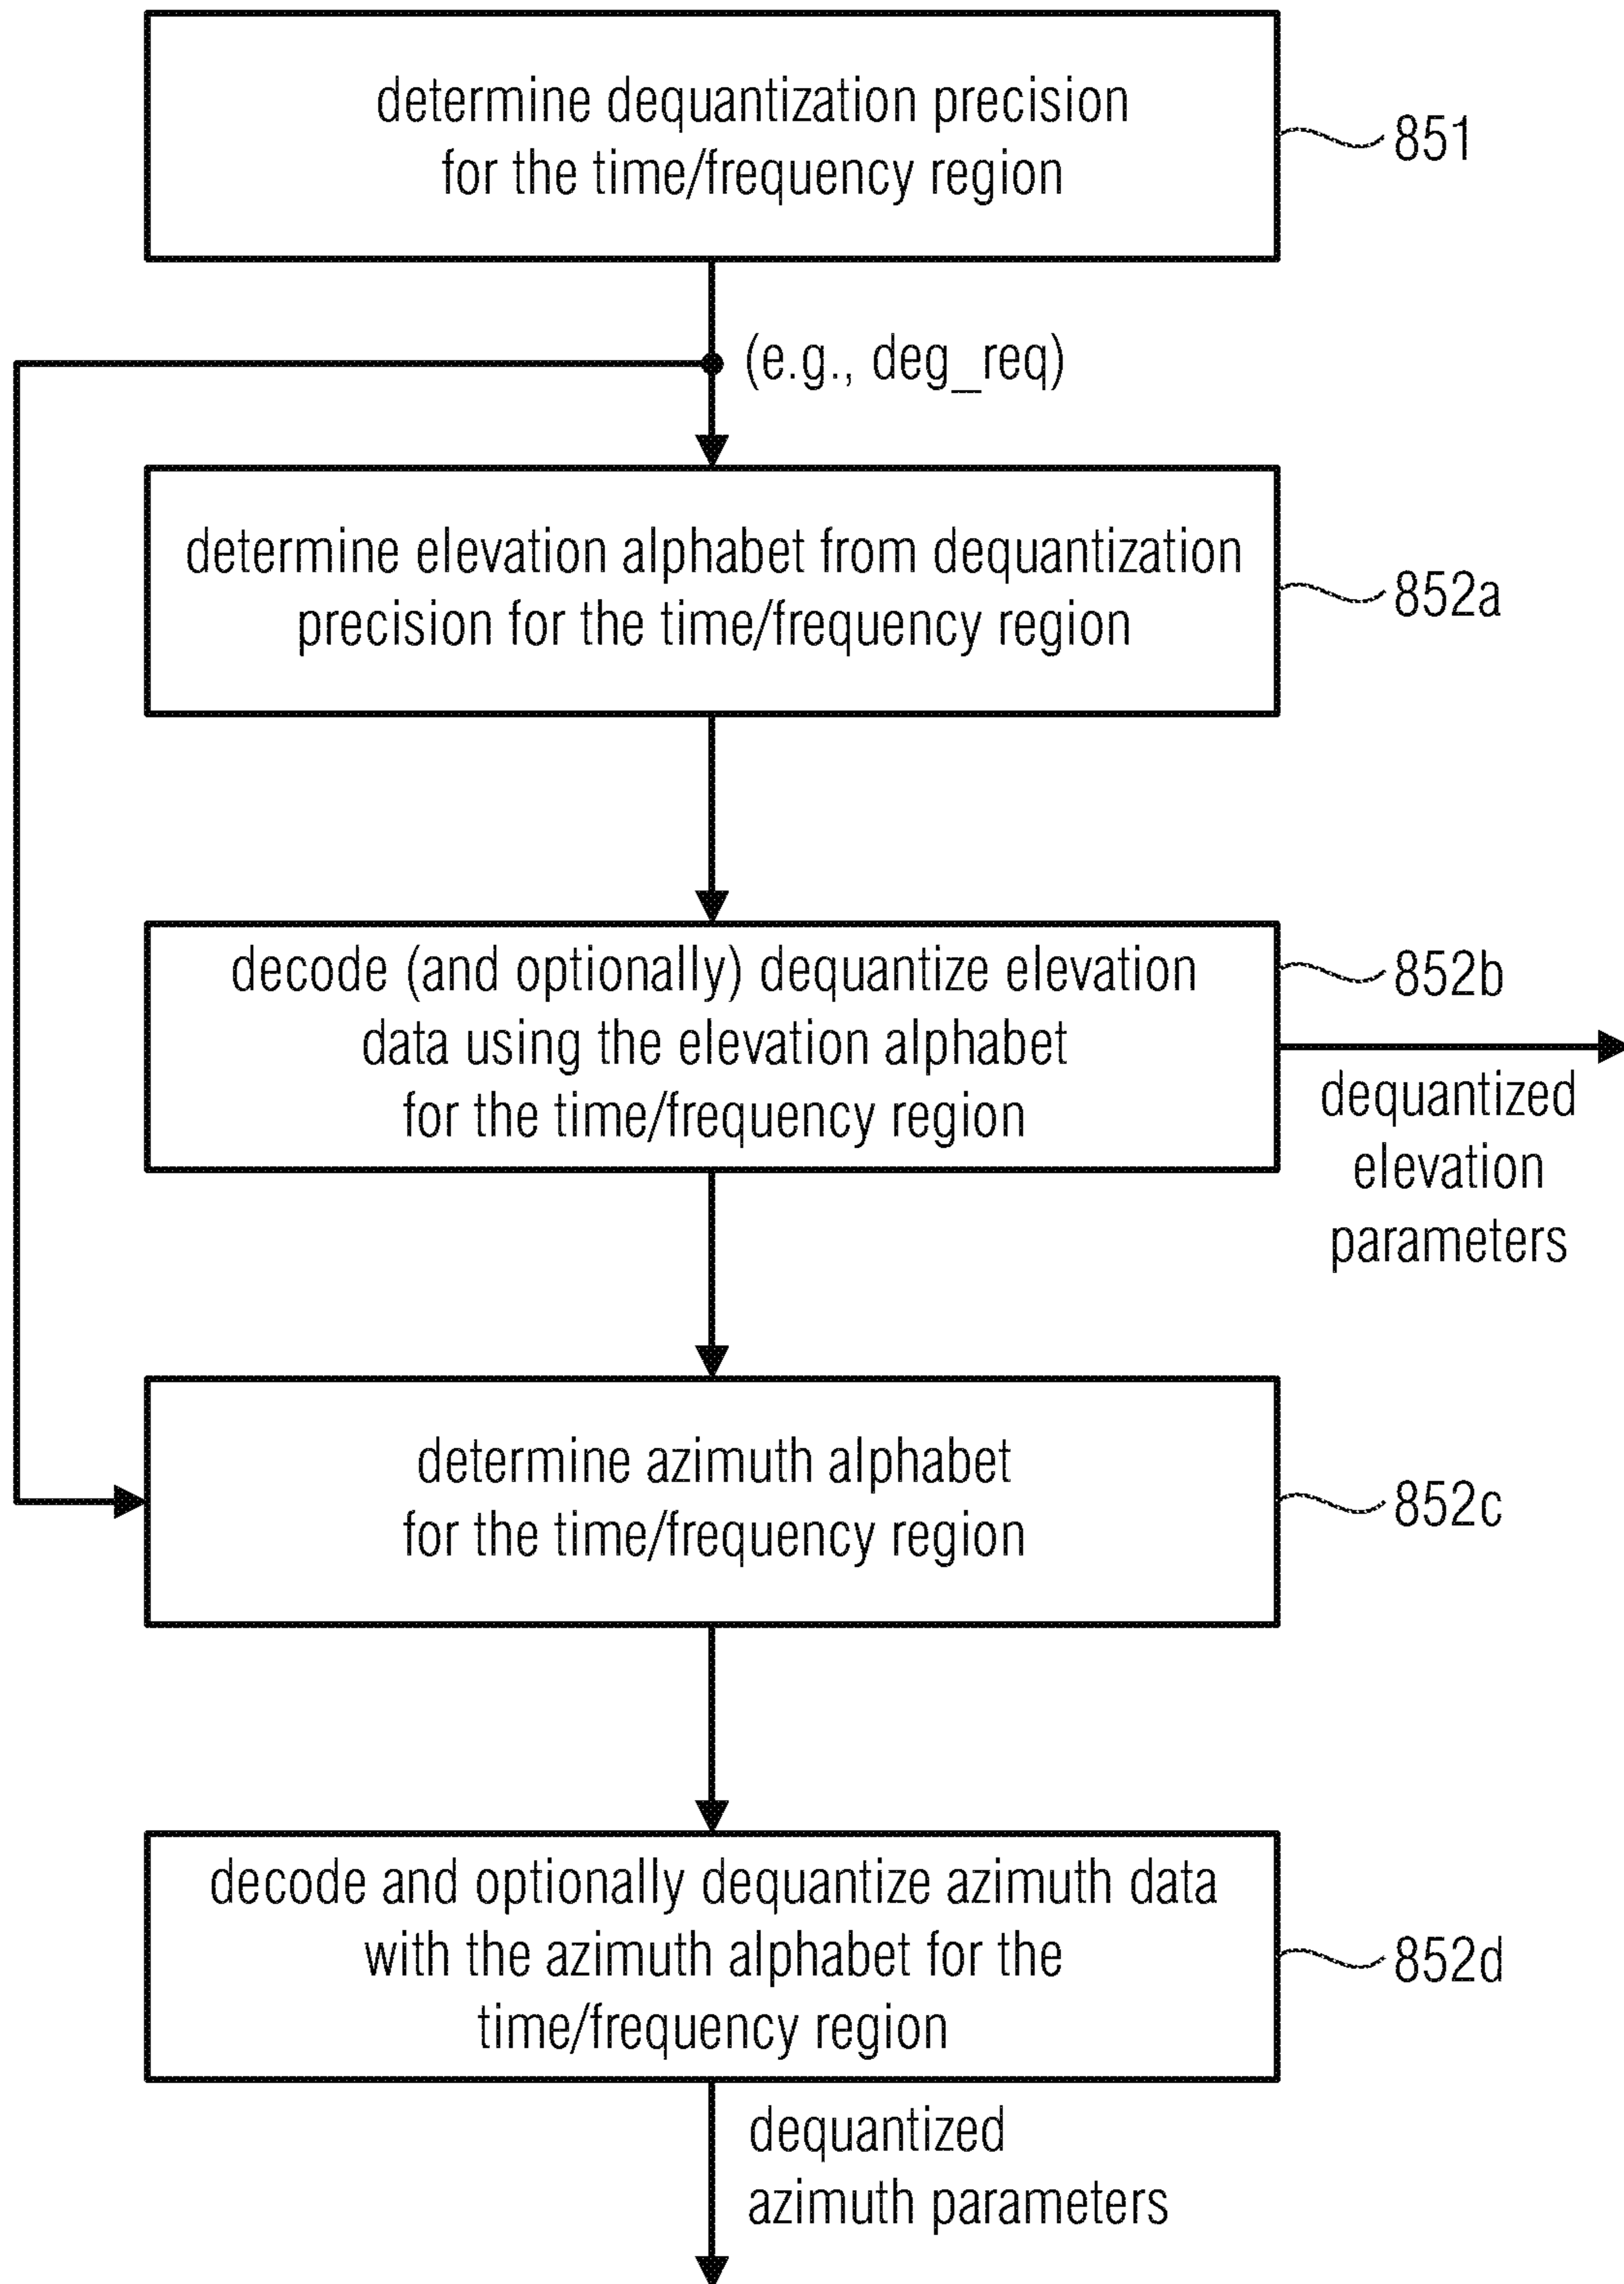 determine dequantization precision
for the time/frequency region
851
(e.g., deg_req)
determine elevation alphabet from dequantization
precision for the time/frequency region
852a
decode (and optionally) dequantize elevation
data using the elevation alphabet
for the time/frequency region
852b
dequantized
elevation
parameters
determine azimuth alphabet
for the time/frequency region
852c
decode and optionally dequantize azimuth data
with the azimuth alphabet for the
time/frequency region
852d
dequantized
azimuth parameters